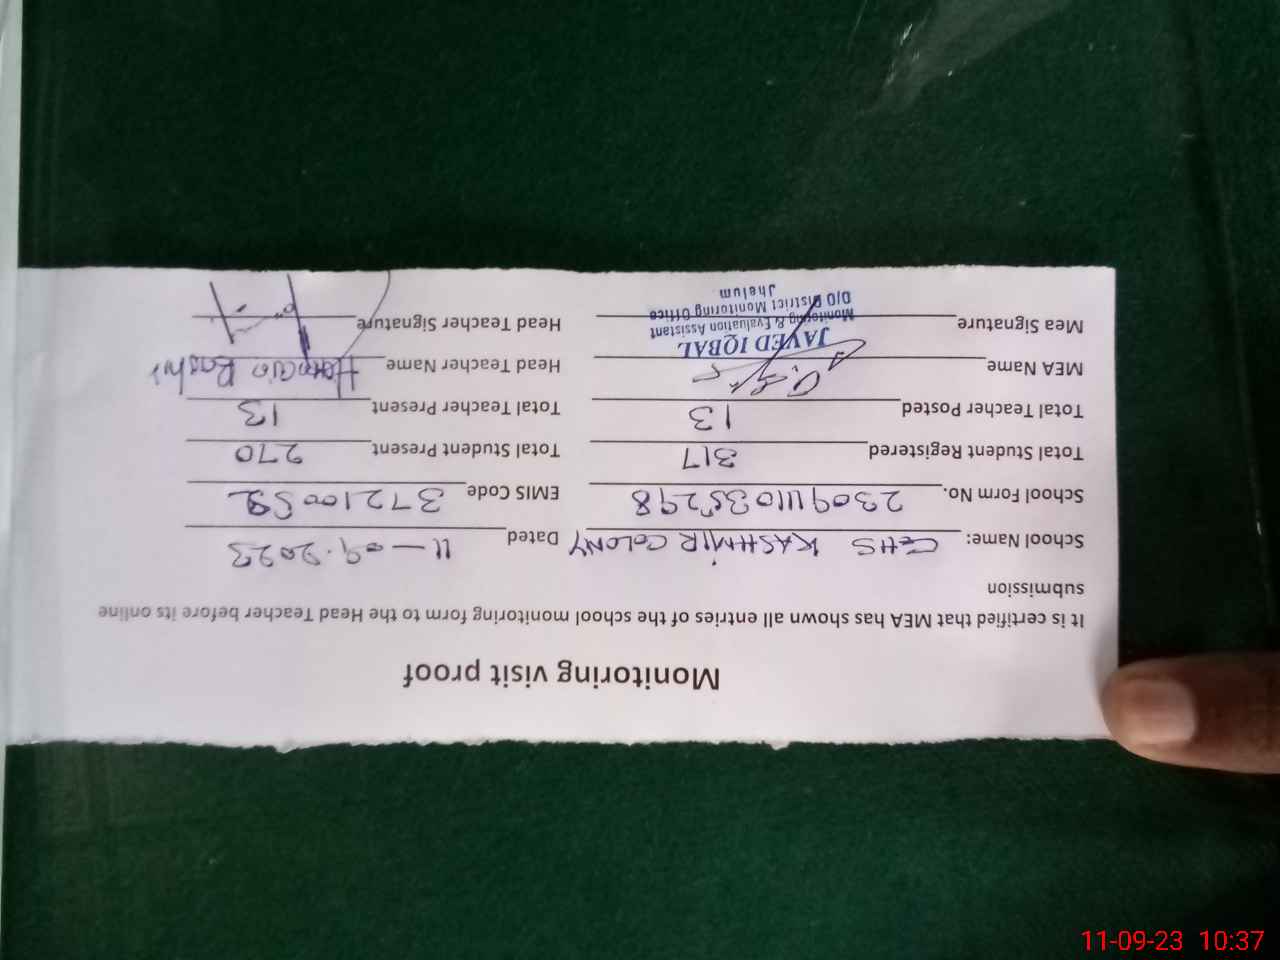 Monitoring visit proof
It is certified that MEA has shown all entries of the school monitoring form to the Head Teacher before its online
submission
School Name: GEHS KASHMIR COLONY Dated 11-09-2023
School Form No. 230911103S298 EMIS Code
Total Student Registered 317 Total Student Present 270
Total Teacher Posted 13 Total Teacher Present 13
MEA Name Head Teacher Name
JAVED IQBAL
Monitoring & Evaluation Assistant
Mea Signature Head Teacher Signature
D/O District Monitoring Office
Jhelum
11-09-23 10:37